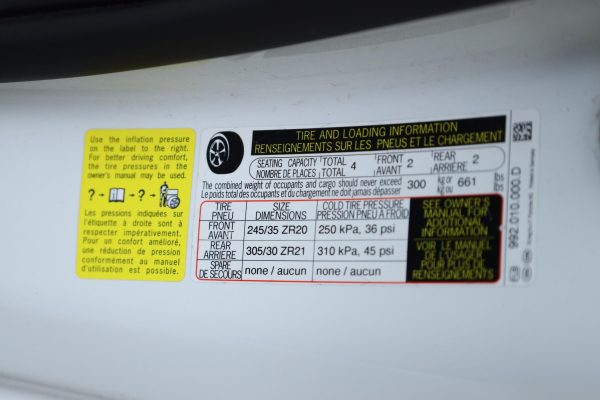 Use the inflation pressure
on the label to the right.
For better driving comfort,
the tire pressures in the
owner's manual may be used.
? → → ? →
Les pressions indiquées sur
l'étiquette à droite sont à
respecter impérativement.
Pour un confort amélioré,
une réduction de pression
conformément au manuel
d'utilisation est possible.
TIRE AND LOADING INFORMATION
RENSEIGNEMENTS SUR LES PNEUS ET LE CHARGEMENT
SEATING CAPACITY TOTAL 4 FRONT 2 REAR 2
NOMBRE DE PLACES TOTAL AVANT ARRIÈRE
The combined weight of occupants and cargo should never exceed 300 kg or 661 lbs
Le poids total des occupants et du chargement ne doit jamais dépasser kg ou lbs
TIRE SIZE COLD TIRE PRESSURE
PNEU DIMENSIONS PRESSION PNEU À FROID
FRONT
AVANT 245/35 ZR20 250 kPa, 36 psi
REAR
ARRIÈRE 305/30 ZR21 310 kPa, 45 psi
SPARE
DE SECOURS none / aucun none / aucun
SEE OWNER'S
MANUAL FOR
ADDITIONAL
INFORMATION
VOIR LE MANUEL
DE L'USAGER
POUR PLUS DE
RENSEIGNEMENTS
992.010.000.D